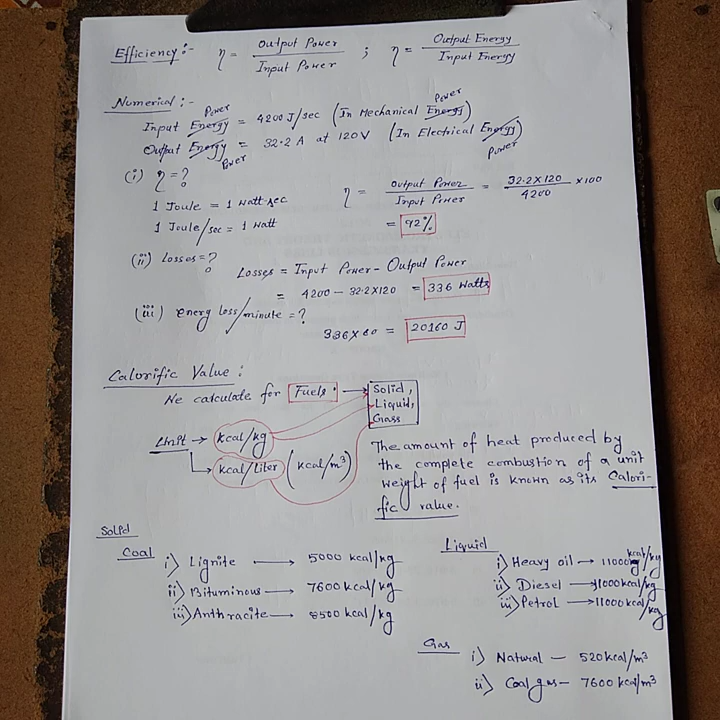 Efficiency :- η = Output Power / Input Power ; η = Output Energy / Input Energy
Numerical :-
Input Energy Power = 4200 J/sec (In Mechanical Energy Power)
Output Energy Power = 32.2 A at 120V (In Electrical Energy Power)
(i) η = ?
1 Joule = 1 watt sec
1 Joule/sec = 1 watt
η = Output Power / Input Power = 32.2 X 120 / 4200 X 100
= 92%
(ii) Losses = ?
Losses = Input Power - Output Power
= 4200 - 32.2 X 120 = 336 Watts
(iii) energ loss/minute = ?
336 X 60 = 20160 J
Calorific Value :
We calculate for Fuels. → Solid,
Liquid,
Gass
Unit → kcal/kg
→ kcal/Liter (kcal/m³)
The amount of heat produced by
the complete combustion of a unit
weight of fuel is known as its Calori-
fic value.
Solid
Coal
i) Lignite → 5000 kcal/kg
ii) Bituminous → 7600 kcal/kg
iii) Anthracite → 8500 kcal/kg
Liquid
i) Heavy oil → 11000 kcal/kg
ii) Diesel → 11000 kcal/kg
iii) Petrol → 11000 kcal/kg
Gas
i) Natural - 520 kcal/m³
ii) Coal gas - 7600 kcal/m³